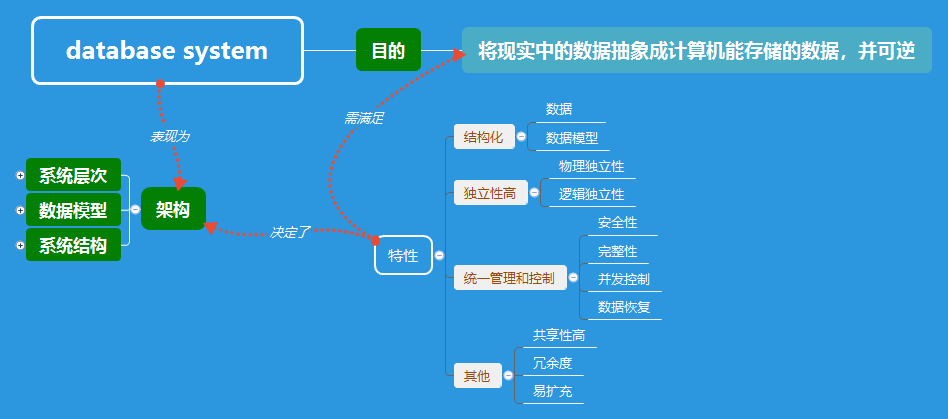 database system
目的
将现实中的数据抽象成计算机能存储的数据，并可逆
表现为
需满足
系统层次
数据模型
系统结构
架构
决定了
特性
结构化
数据
数据模型
独立性高
物理独立性
逻辑独立性
统一管理和控制
安全性
完整性
并发控制
数据恢复
其他
共享性高
冗余度
易扩充